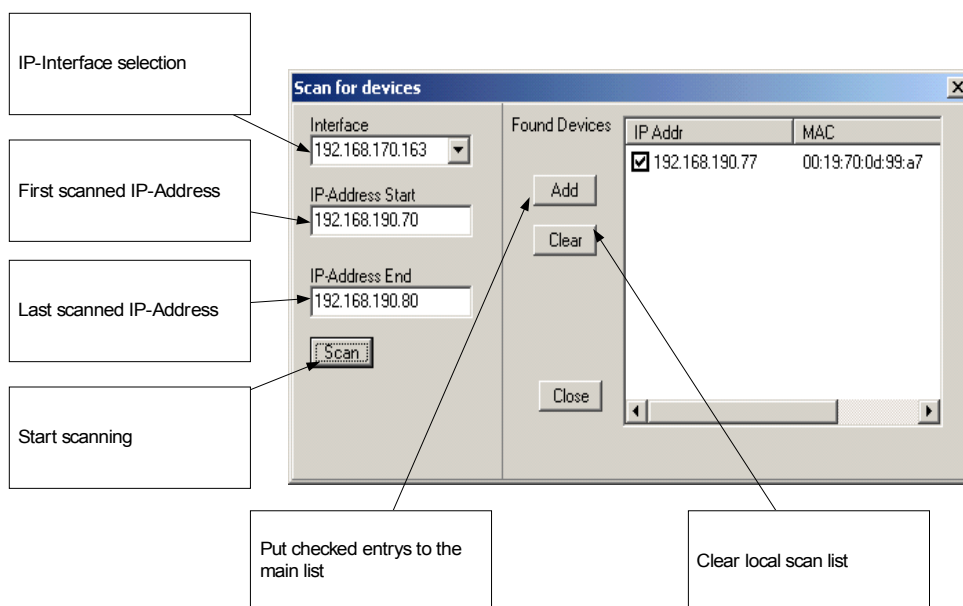 IP-Interface selection
First scanned IP-Address
Last scanned IP-Address
Start scanning
Scan for devices
Interface
192.168.170.163
IP-Address Start
192.168.190.70
IP-Address End
192.168.190.80
Scan
Found Devices
Add
Clear
Close
IP Addr MAC
192.168.190.77 00:19:70:0d:99:a7
Put checked entrys to the
main list
Clear local scan list